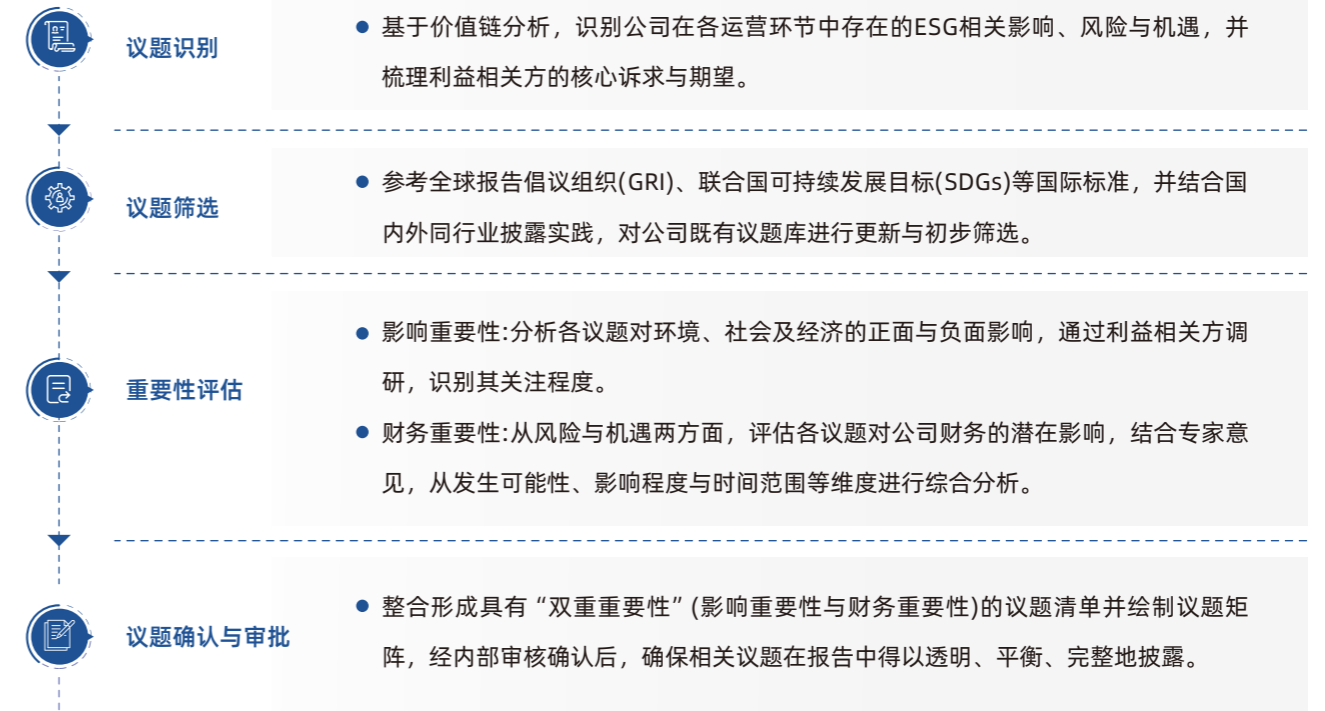 议题识别
基于价值链分析，识别公司在各运营环节中存在的ESG相关影响、风险与机遇，并
梳理利益相关方的核心诉求与期望。
议题筛选
参考全球报告倡议组织(GRI)、联合国可持续发展目标(SDGs)等国际标准，并结合国
内外同行业披露实践，对公司既有议题库进行更新与初步筛选。
重要性评估
影响重要性:分析各议题对环境、社会及经济的正面与负面影响，通过利益相关方调
研，识别其关注程度。
财务重要性:从风险与机遇两方面，评估各议题对公司财务的潜在影响，结合专家意
见，从发生可能性、影响程度与时间范围等维度进行综合分析。
议题确认与审批
整合形成具有“双重重要性”(影响重要性与财务重要性)的议题清单并绘制议题矩
阵，经内部审核确认后，确保相关议题在报告中得以透明、平衡、完整地披露。